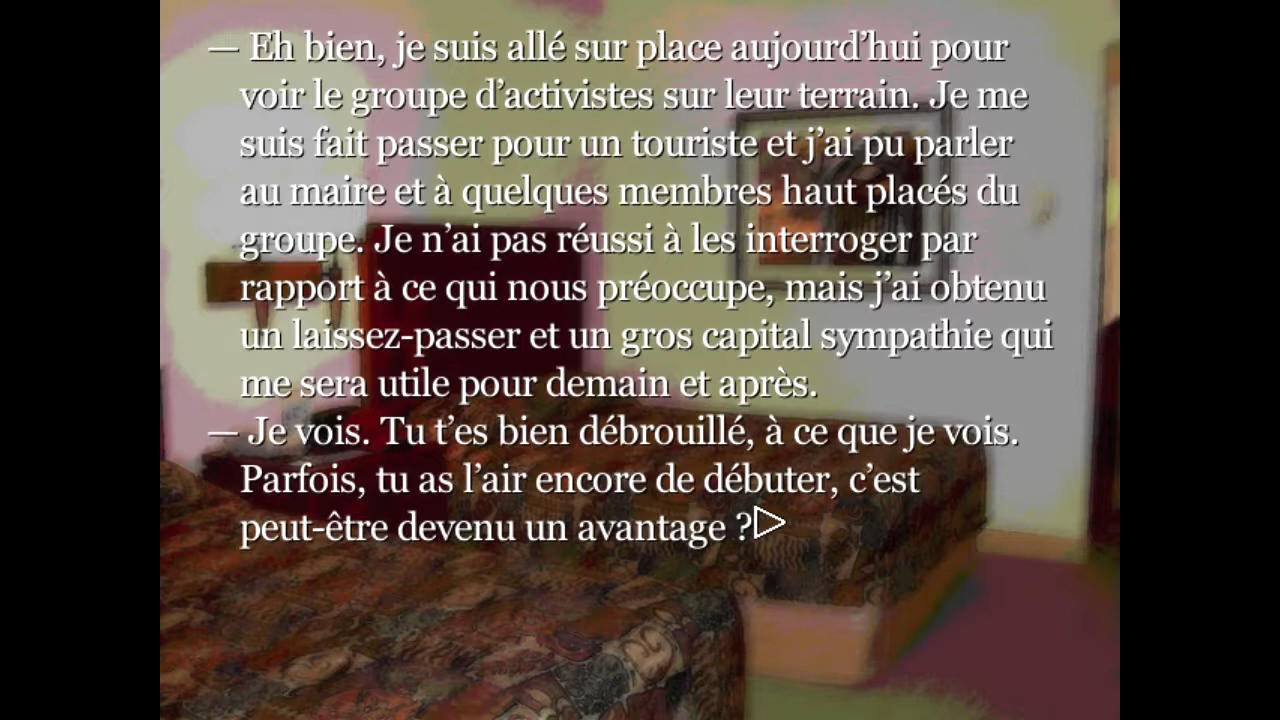 — Eh bien, je suis allé sur place aujourd’hui pour
voir le groupe d’activistes sur leur terrain. Je me
suis fait passer pour un touriste et j’ai pu parler
au maire et à quelques membres haut placés du
groupe. Je n’ai pas réussi à les interroger par
rapport à ce qui nous préoccupe, mais j’ai obtenu
un laissez-passer et un gros capital sympathie qui
me sera utile pour demain et après.
— Je vois. Tu t’es bien débrouillé, à ce que je vois.
Parfois, tu as l’air encore de débuter, c’est
peut-être devenu un avantage ?